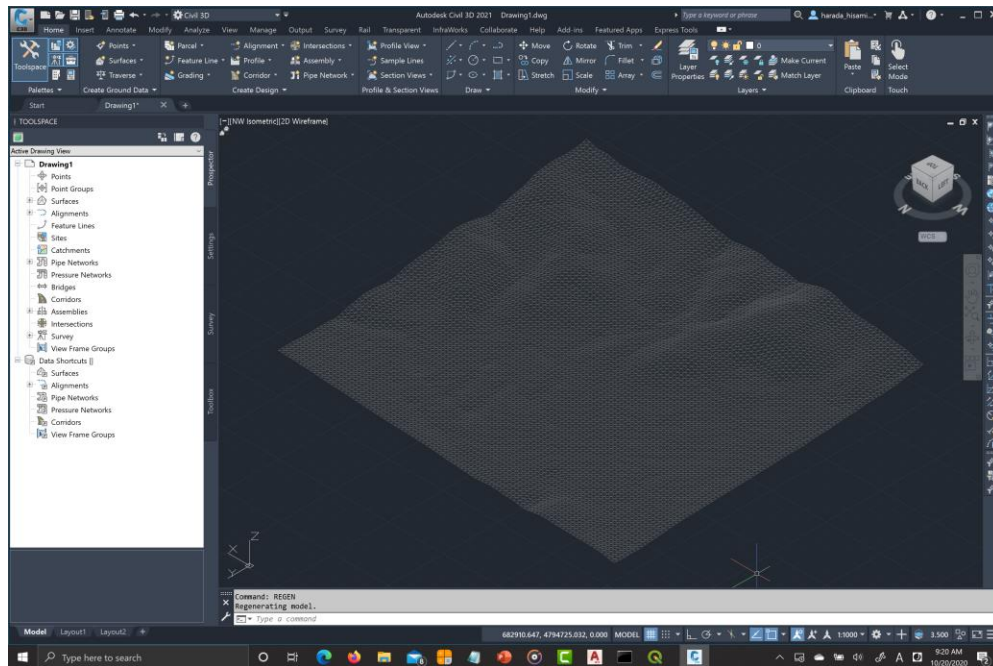 Civil 3D
Autodesk Civil 3D 2021 Drawing1.dwg
Type a keyword or phrase
harada_hisami...
Home Insert Annotate Modify Analyze View Manage Output Survey Rail Transparent InfraWorks Collaborate Help Add-ins Featured Apps Express Tools
Toolspace
Points
Surfaces
Traverse
Parcel
Feature Line
Grading
Alignment
Profile
Corridor
Intersections
Assembly
Pipe Network
Profile View
Sample Lines
Section Views
Move
Copy
Stretch
Rotate
Mirror
Scale
Trim
Fillet
Array
Layer Properties
0
Make Current
Match Layer
Paste
Select Mode
Palettes Create Ground Data Create Design Profile & Section Views Draw Modify Layers Clipboard Touch
Start Drawing1*
TOOLSPACE
Active Drawing View
Drawing1
Points
Point Groups
Surfaces
Alignments
Feature Lines
Sites
Catchments
Pipe Networks
Pressure Networks
Bridges
Corridors
Assemblies
Intersections
Survey
View Frame Groups
Data Shortcuts []
Surfaces
Alignments
Pipe Networks
Pressure Networks
Corridors
View Frame Groups
Prospector
Settings
Survey
Toolbox
[-][NW Isometric][2D Wireframe]
TOP
BACK
LEFT
N
WCS
X
Y
Z
Command: REGEN
Regenerating model.
Type a command
Model Layout1 Layout2 +
682910.647, 4794725.032, 0.000 MODEL 1:1000 3.500
Type here to search
9:20 AM
10/20/2020